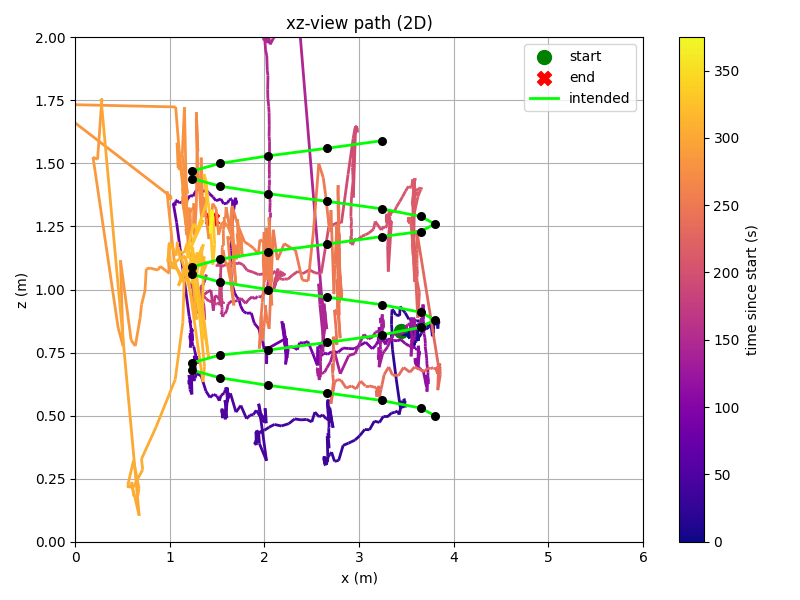 xz-view path (2D)
start
end
intended
2.00
1.75
1.50
1.25
1.00
0.75
0.50
0.25
0.00
z (m)
0 1 2 3 4 5 6
x (m)
350
300
250
200
150
100
50
0
time since start (s)